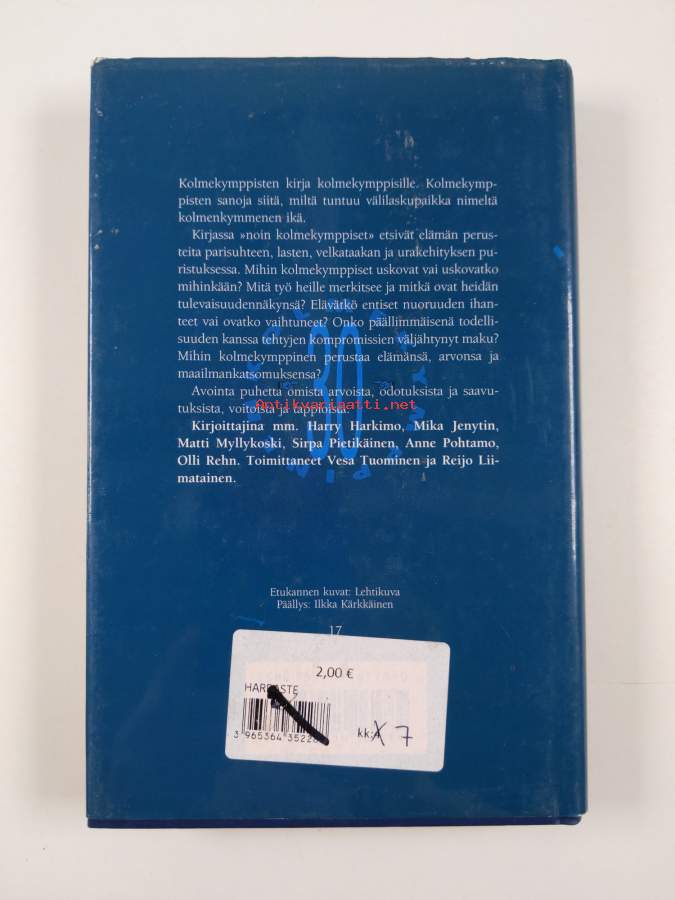 Kolmekymppisten kirja kolmekymppisille. Kolmekymp-
pisten sanoja siitä, miltä tuntuu välilaskupaikka nimeltä
kolmenkymmenen ikä.
Kirjassa »noin kolmekymppiset» etsivät elämän perus-
teita parisuhteen, lasten, velkataakan ja urakehityksen pu-
ristuksessa. Mihin kolmekymppiset uskovat vai uskovatko
mihinkään? Mitä työ heille merkitsee ja mitkä ovat heidän
tulevaisuudennäkynsä? Elävätkö entiset nuoruuden ihan-
teet vai ovatko vaihtuneet? Onko päällimmäisenä todelli-
suuden kanssa tehtyjen kompromissien väljähtynyt maku?
Mihin kolmekymppinen perustaa elämänsä, arvonsa ja
maailmankatsomuksensa?
30
Avointa puhetta omista arvoista, odotuksista ja saavu-
tuksista, voitoista ja tappioista.
Antikvariaatti.net
Kirjoittajina mm. Harry Harkimo, Mika Jenytin,
Matti Myllykoski, Sirpa Pietikäinen, Anne Pohtamo,
Olli Rehn. Toimittaneet Vesa Tuominen ja Reijo Lii-
matainen.
Etukannen kuvat: Lehtikuva
Päällys: Ilkka Kärkkäinen
17
2,00 €
kk: 7